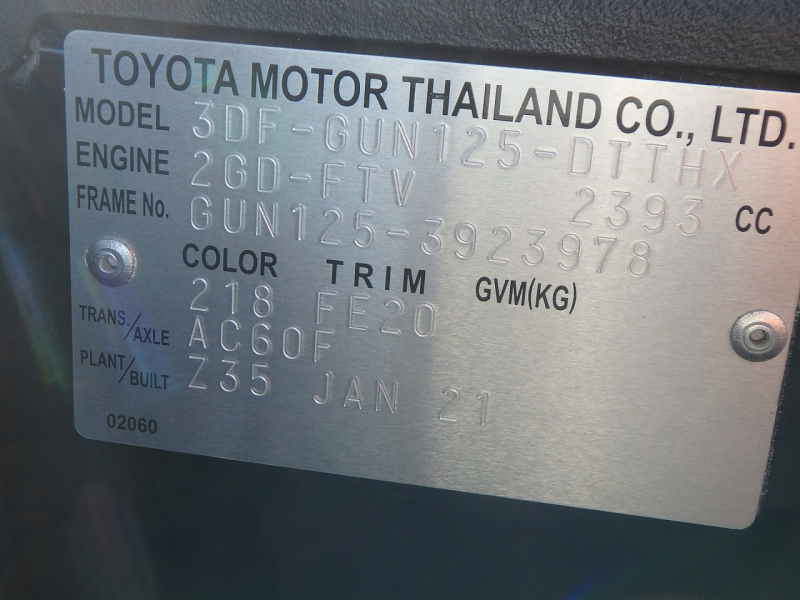 TOYOTA MOTOR THAILAND CO., LTD.
MODEL 3DF-GUN125-DTTHX
ENGINE 2GD-FTV 2393 CC
FRAME No. GUN125-3923978
COLOR TRIM GVM(KG)
218 FE20
TRANS./AXLE AC60F
PLANT/BUILT Z35 JAN 21
02060